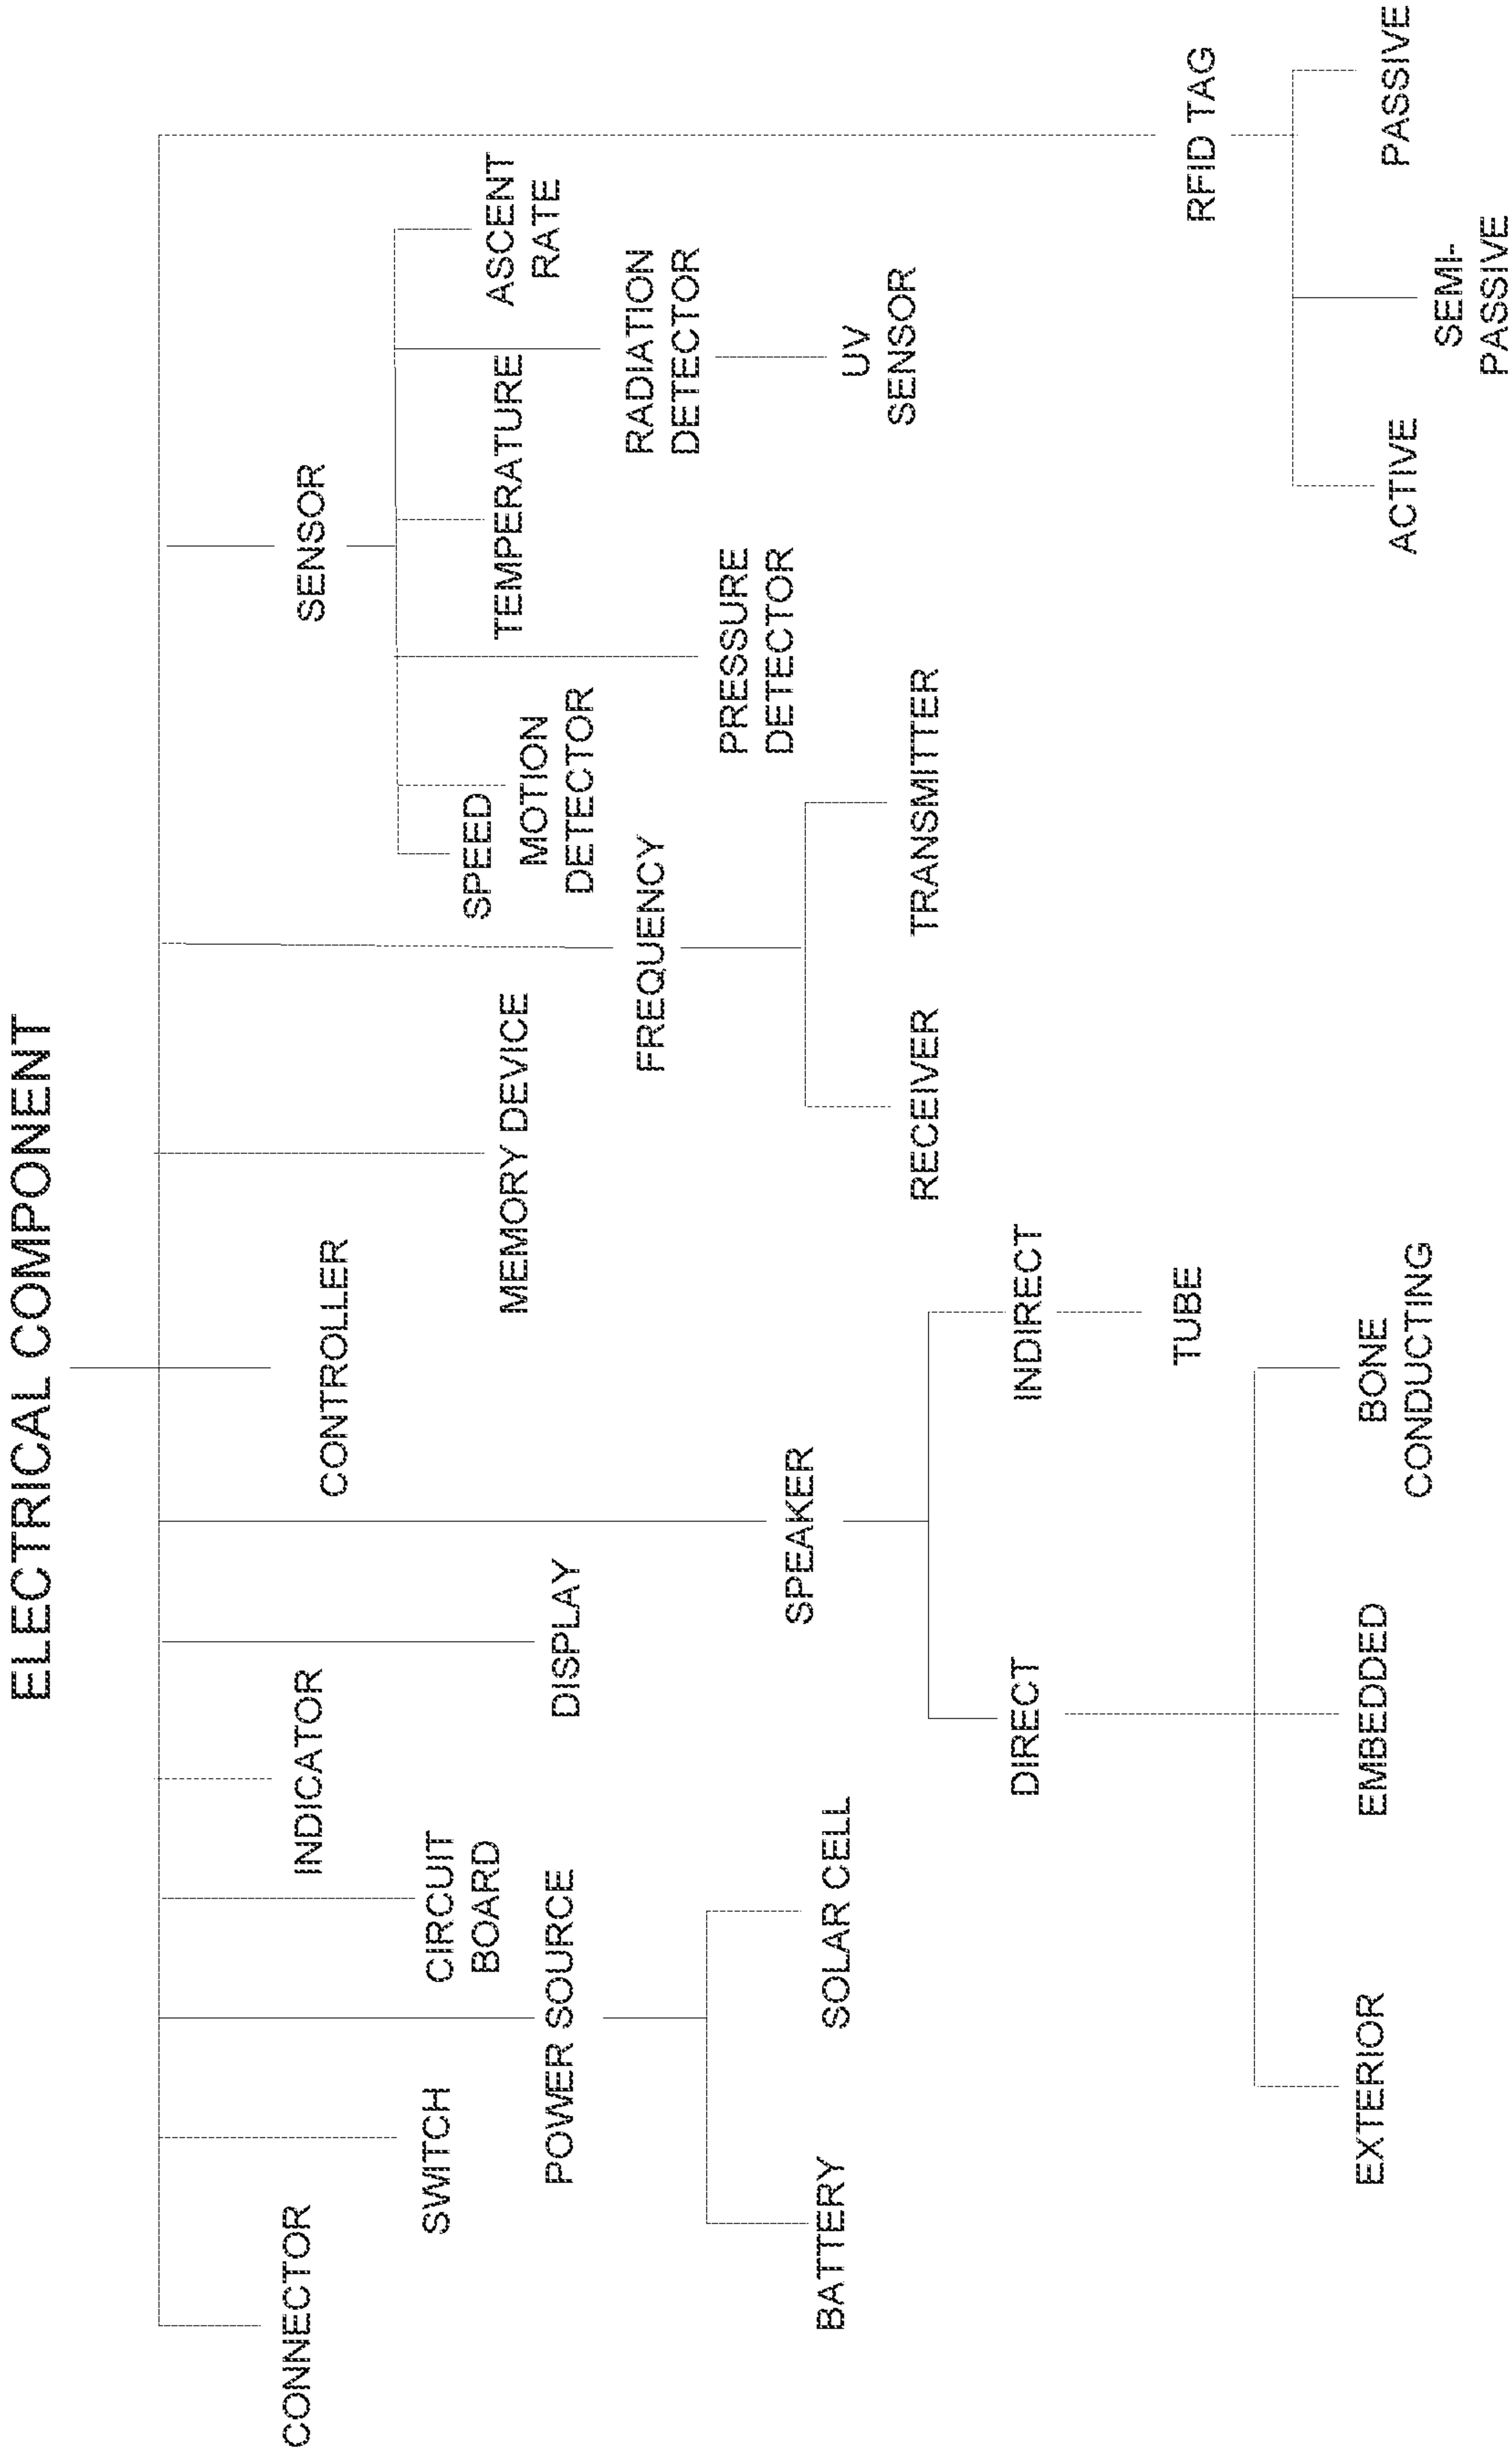 ELECTRICAL COMPONENT
CONNECTOR
SWITCH
POWER SOURCE
BATTERY
SOLAR CELL
CIRCUIT
BOARD
INDICATOR
DISPLAY
SPEAKER
DIRECT
EXTERIOR
EMBEDDED
BONE
CONDUCTING
INDIRECT
TUBE
CONTROLLER
MEMORY DEVICE
FREQUENCY
RECEIVER
TRANSMITTER
SENSOR
SPEED
MOTION
DETECTOR
PRESSURE
DETECTOR
TEMPERATURE
RADIATION
DETECTOR
UV
SENSOR
ASCENT
RATE
RFID TAG
ACTIVE
SEMI-
PASSIVE
PASSIVE